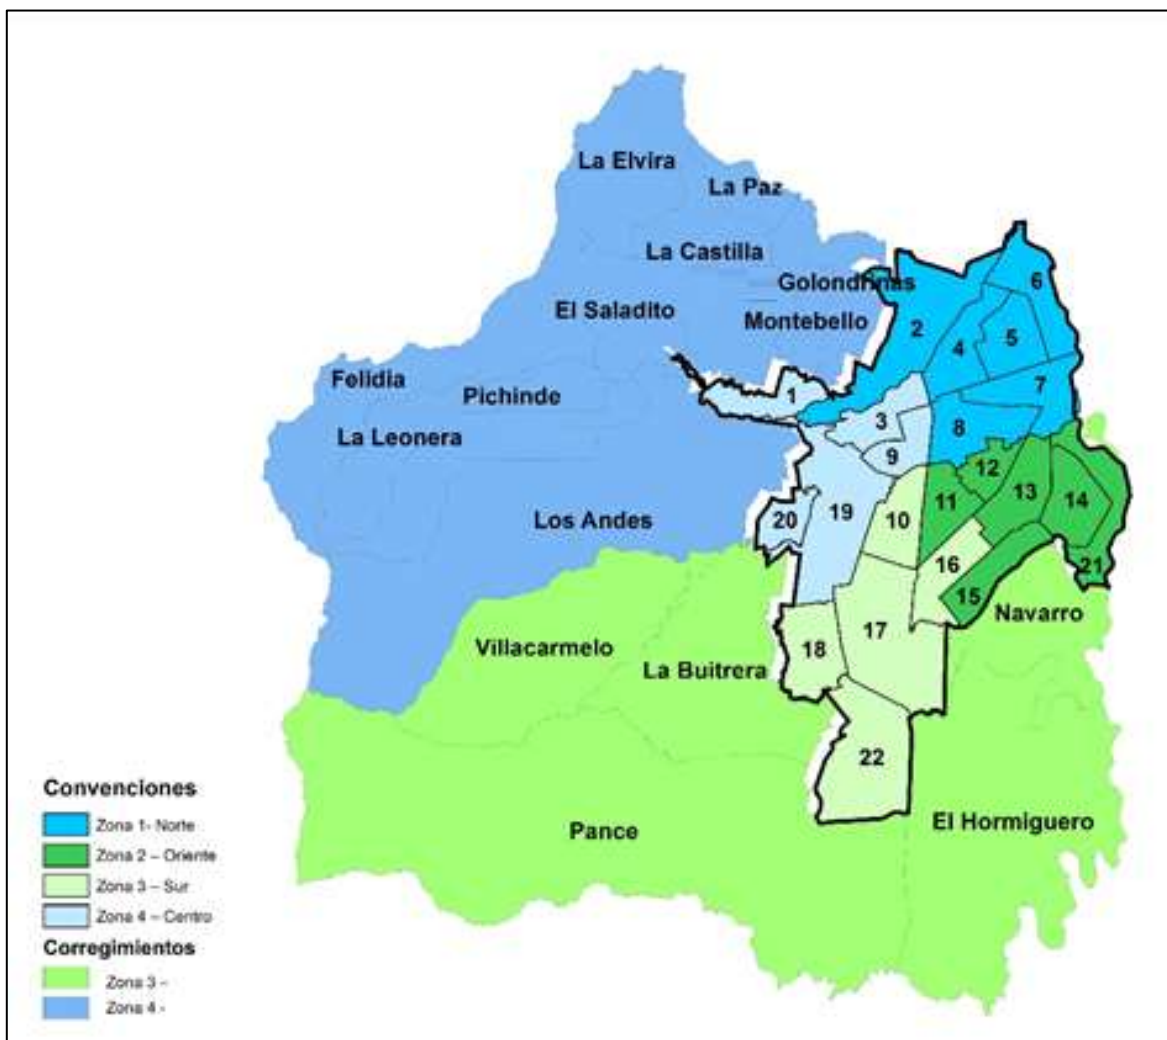 La Elvira
La Paz
La Castilla
Golondrinas
El Saladito
Montebello
Felidia
Pichinde
La Leonera
Los Andes
Villacarmelo
La Buitrera
Pance
Navarro
El Hormiguero
6
2
4
5
7
1
3
8
9
12
11
13
14
10
19
20
16
15
21
17
18
22
Convenciones
Zona 1- Norte
Zona 2 – Oriente
Zona 3 – Sur
Zona 4 – Centro
Corregimientos
Zona 3 –
Zona 4 -